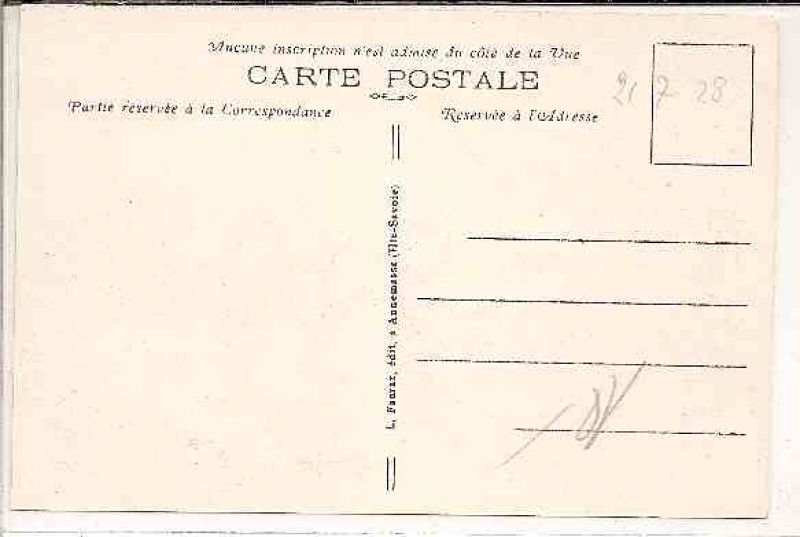 Aucune inscription n'est admise du côté de la Vue
CARTE POSTALE
Partie réservée à la Correspondance
Réservée à l'Adresse
21 7 28
L. Fauraz, édit. à Annemasse (Hte-Savoie)